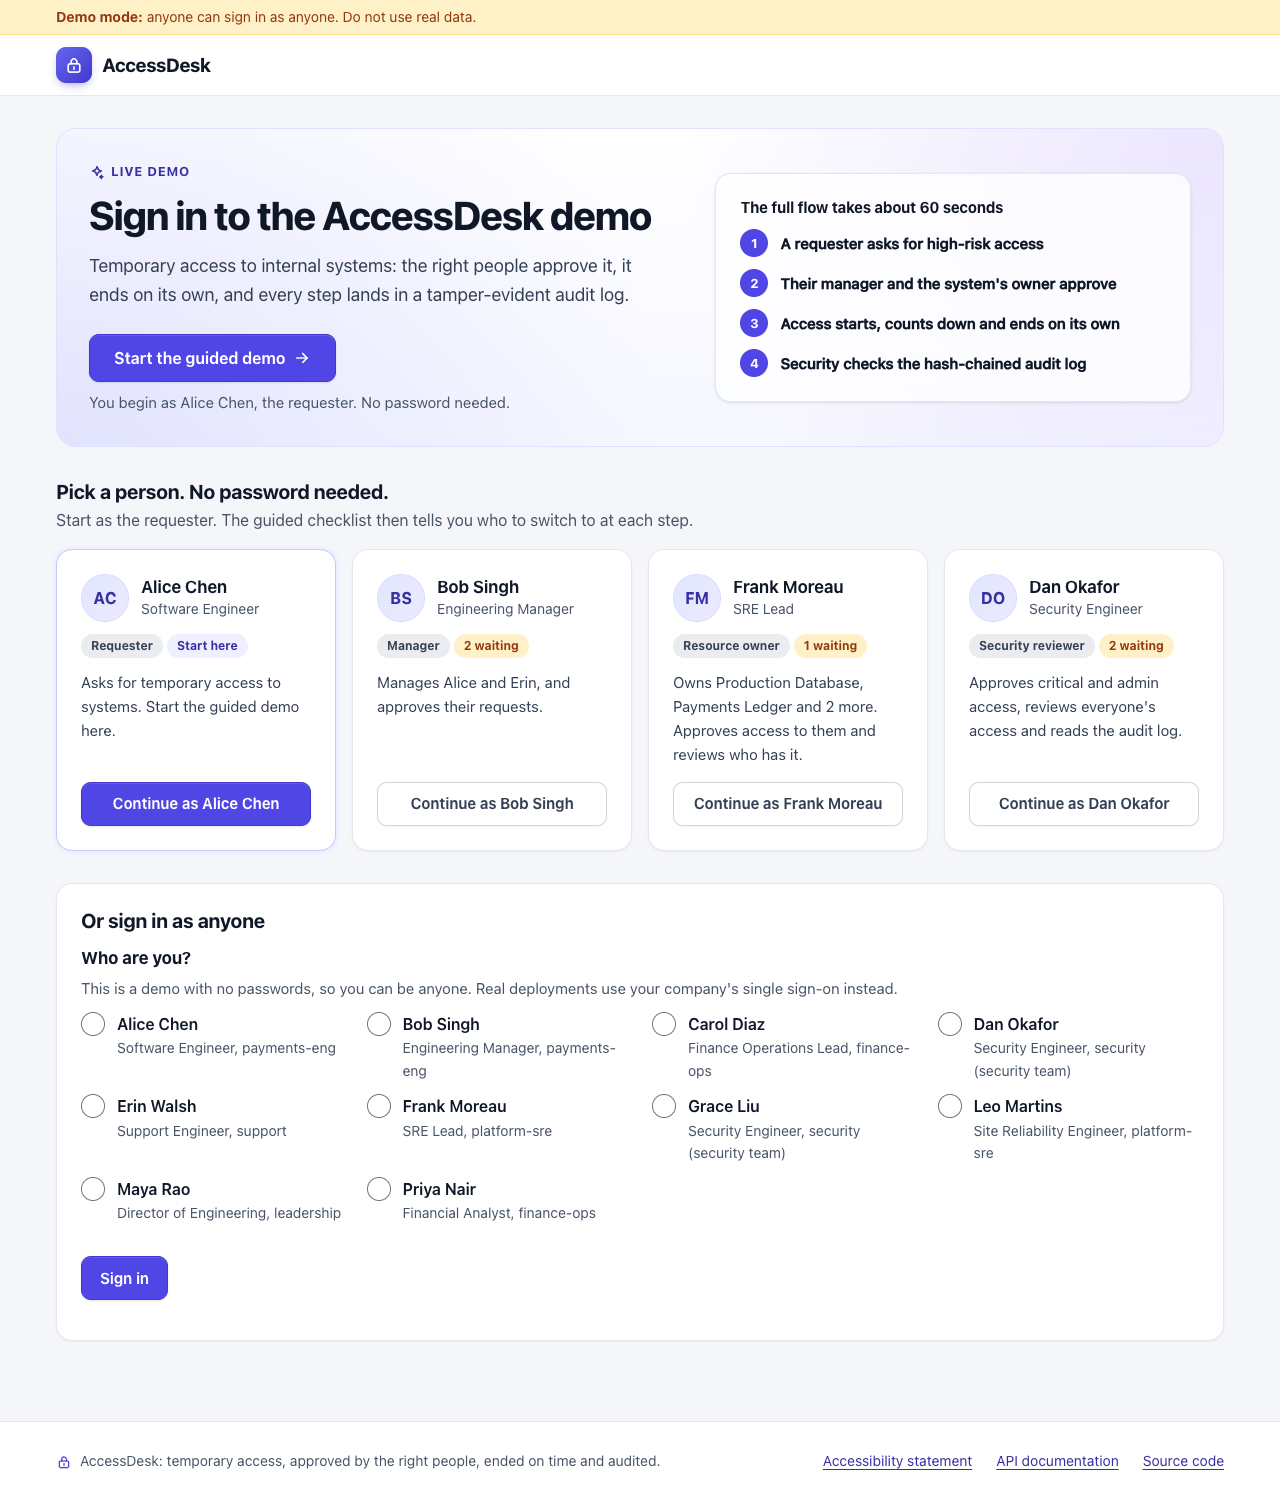 Demo mode: anyone can sign in as anyone. Do not use real data.
AccessDesk
LIVE DEMO
Sign in to the AccessDesk demo
Temporary access to internal systems: the right people approve it, it
ends on its own, and every step lands in a tamper-evident audit log.
Start the guided demo →
You begin as Alice Chen, the requester. No password needed.
The full flow takes about 60 seconds
1 A requester asks for high-risk access
2 Their manager and the system's owner approve
3 Access starts, counts down and ends on its own
4 Security checks the hash-chained audit log
Pick a person. No password needed.
Start as the requester. The guided checklist then tells you who to switch to at each step.
AC
Alice Chen
Software Engineer
Requester Start here
Asks for temporary access to
systems. Start the guided demo
here.
Continue as Alice Chen
BS
Bob Singh
Engineering Manager
Manager 2 waiting
Manages Alice and Erin, and
approves their requests.
Continue as Bob Singh
FM
Frank Moreau
SRE Lead
Resource owner 1 waiting
Owns Production Database,
Payments Ledger and 2 more.
Approves access to them and
reviews who has it.
Continue as Frank Moreau
DO
Dan Okafor
Security Engineer
Security reviewer 2 waiting
Approves critical and admin
access, reviews everyone's
access and reads the audit log.
Continue as Dan Okafor
Or sign in as anyone
Who are you?
This is a demo with no passwords, so you can be anyone. Real deployments use your company's single sign-on instead.
Alice Chen
Software Engineer, payments-eng
Bob Singh
Engineering Manager, payments-
eng
Carol Diaz
Finance Operations Lead, finance-
ops
Dan Okafor
Security Engineer, security
(security team)
Erin Walsh
Support Engineer, support
Frank Moreau
SRE Lead, platform-sre
Grace Liu
Security Engineer, security
(security team)
Leo Martins
Site Reliability Engineer, platform-
sre
Maya Rao
Director of Engineering, leadership
Priya Nair
Financial Analyst, finance-ops
Sign in
AccessDesk: temporary access, approved by the right people, ended on time and audited.
Accessibility statement
API documentation
Source code